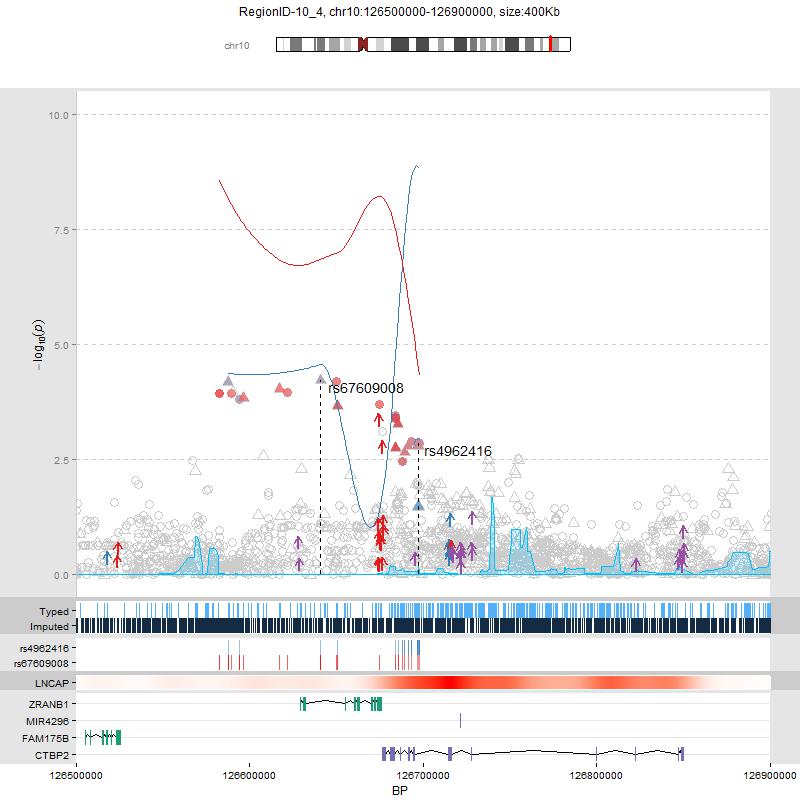 RegionID-10_4, chr10:126500000-126900000, size:400Kb
chr10
10.0
7.5
5.0
2.5
0.0
−log10(p)
rs67609008
rs4962416
Typed
Imputed
rs4962416
rs67609008
LNCAP
ZRANB1
MIR4296
FAM175B
CTBP2
126500000 126600000 126700000 126800000 126900000
BP